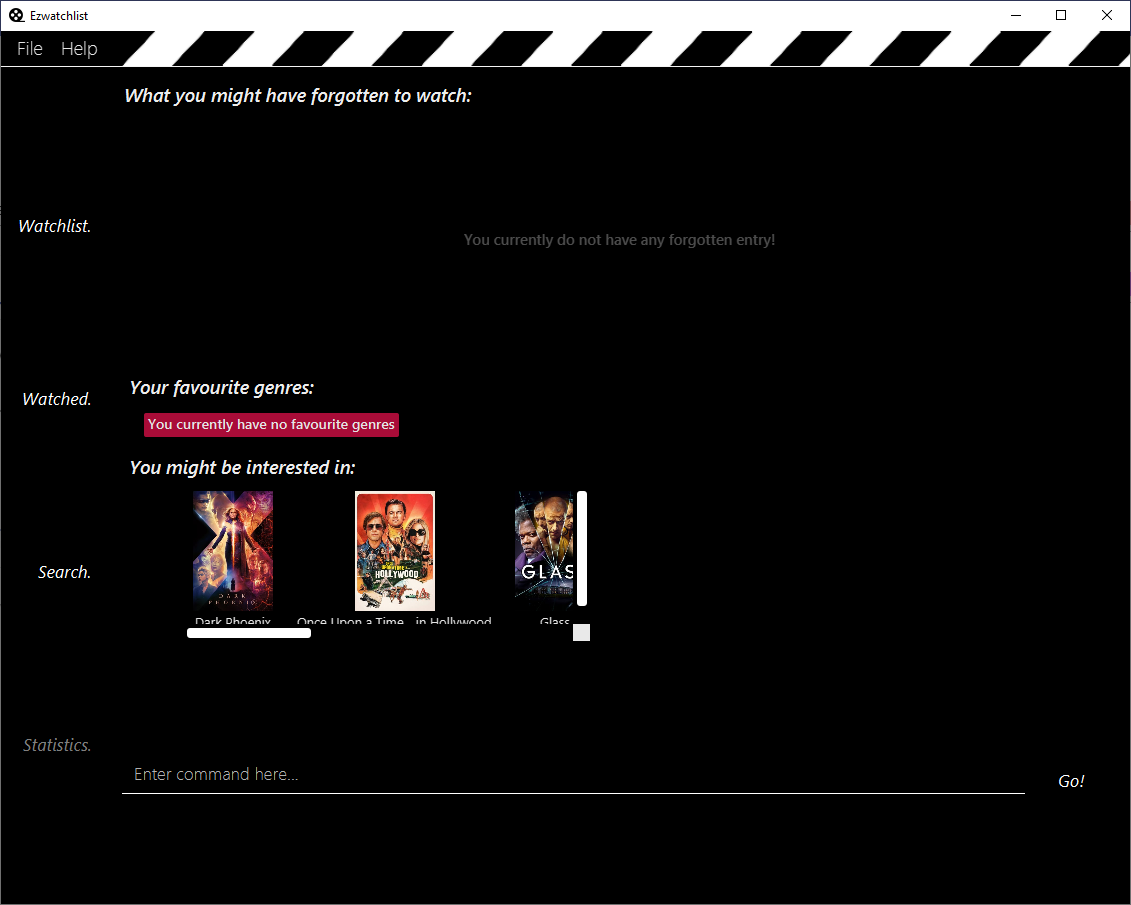 Ezwatchlist
File Help
What you might have forgotten to watch:
Watchlist.
You currently do not have any forgotten entry!
Watched.
Your favourite genres:
You currently have no favourite genres
You might be interested in:
DARK
PHOENIX
HOLLYWOOD
GLAS
Search.
Dark Phoenix
Once Upon a Time... in Hollywood
Glass
Statistics.
Enter command here...
Go!